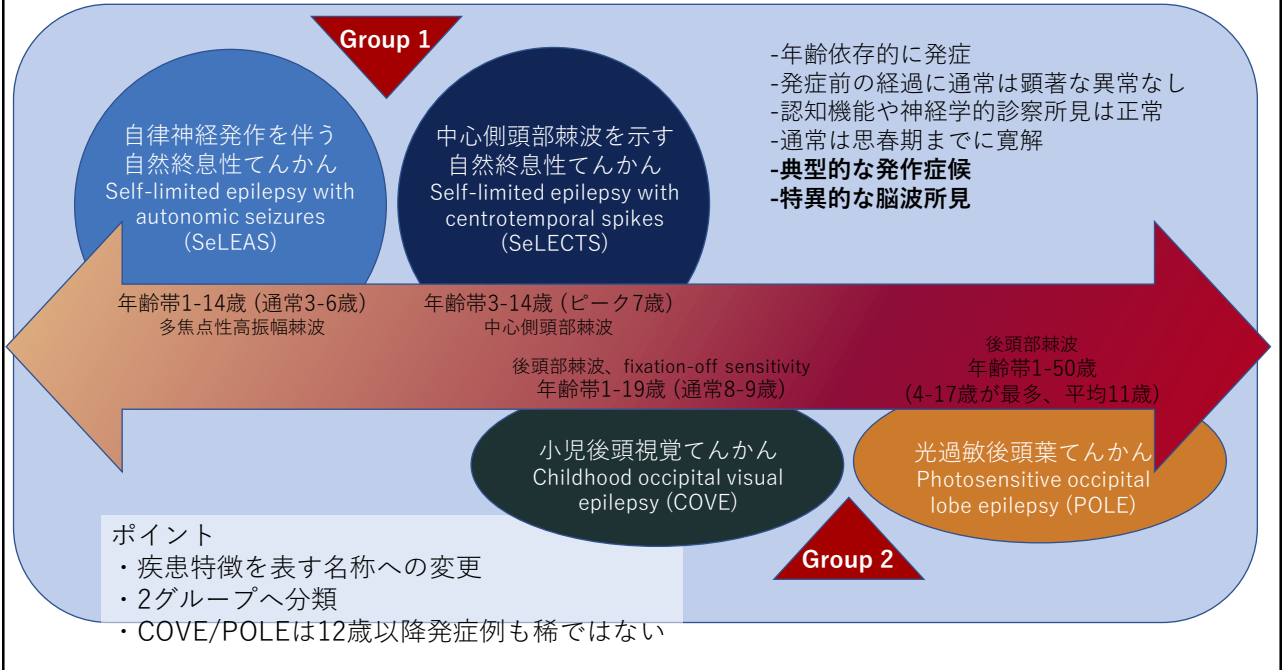 Group 1
自律神経発作を伴う
自然終息性てんかん
Self-limited epilepsy with
autonomic seizures
(SeLEAS)
中心側頭部棘波を示す
自然終息性てんかん
Self-limited epilepsy with
centrotemporal spikes
(SeLECTS)
-年齢依存的に発症
-発症前の経過に通常は顕著な異常なし
-認知機能や神経学的診察所見は正常
-通常は思春期までに寛解
-典型的な発作症候
-特異的な脳波所見
年齢帯1-14歳 (通常3-6歳)
多焦点性高振幅棘波
年齢帯3-14歳 (ピーク7歳)
中心側頭部棘波
後頭部棘波、fixation-off sensitivity
年齢帯1-19歳 (通常8-9歳)
後頭部棘波
年齢帯1-50歳
(4-17歳が最多、平均11歳)
小児後頭視覚てんかん
Childhood occipital visual
epilepsy (COVE)
光過敏後頭葉てんかん
Photosensitive occipital
lobe epilepsy (POLE)
Group 2
ポイント
・疾患特徴を表す名称への変更
・2グループへ分類
・COVE/POLEは12歳以降発症例も稀ではない